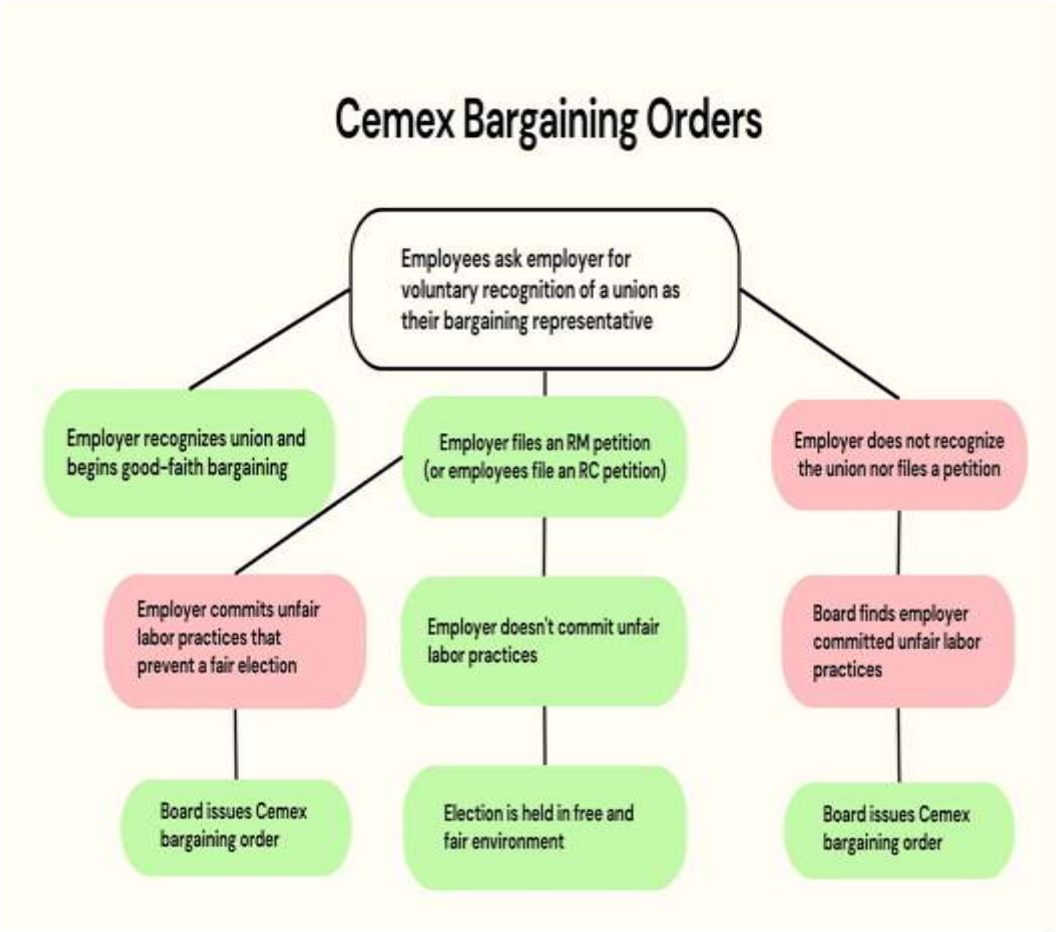 Cemex Bargaining Orders
Employees ask employer for
voluntary recognition of a union as
their bargaining representative
Employer recognizes union and
begins good-faith bargaining
Employer files an RM petition
(or employees file an RC petition)
Employer does not recognize
the union nor files a petition
Employer commits unfair
labor practices that
prevent a fair election
Employer doesn't commit unfair
labor practices
Board finds employer
committed unfair labor
practices
Board issues Cemex
bargaining order
Election is held in free and
fair environment
Board issues Cemex
bargaining order